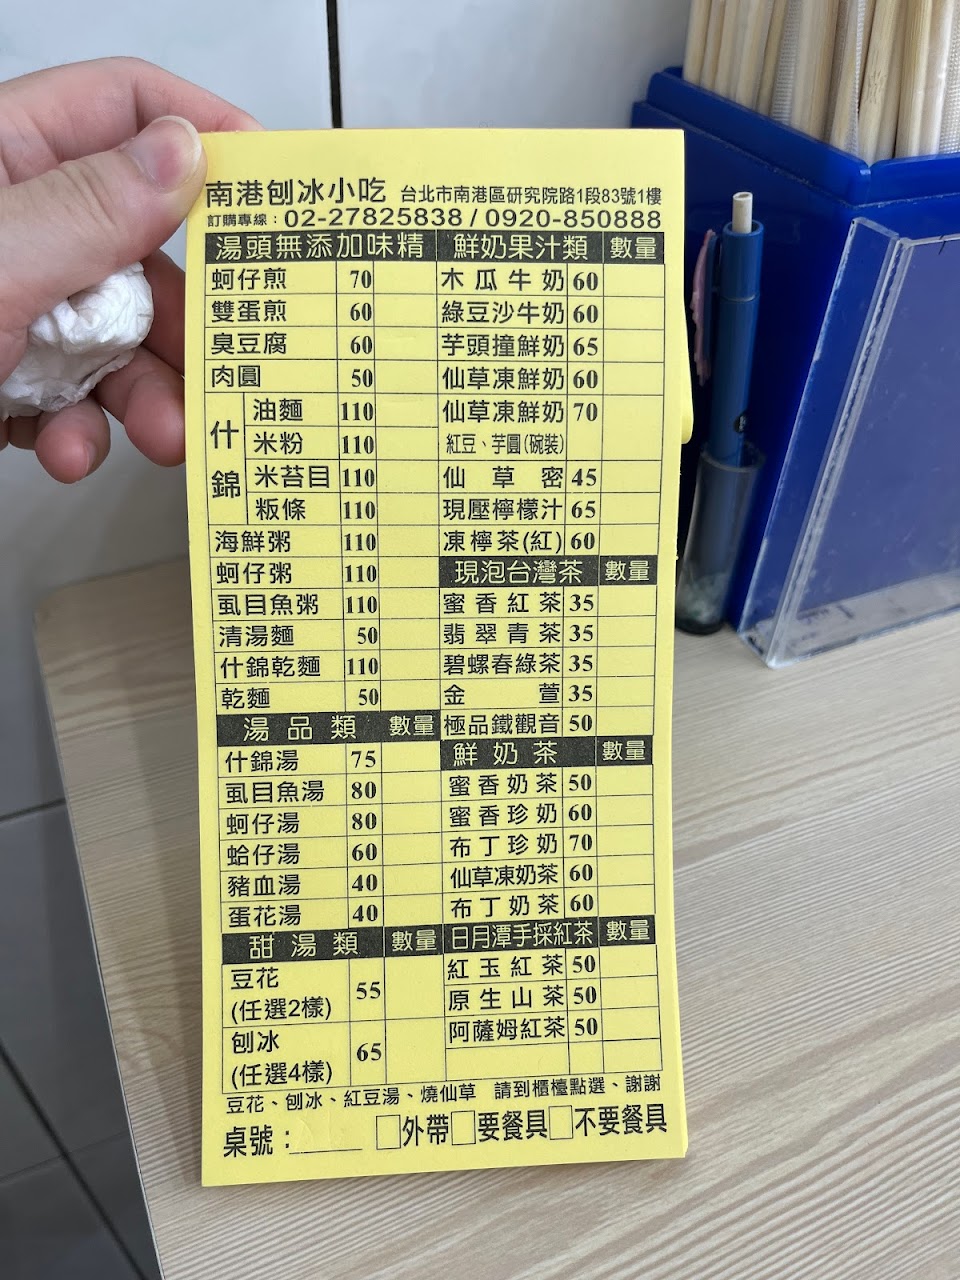 南港刨冰小吃 台北市南港區研究院路1段83號1樓
訂購專線：02-27825838 / 0920-850888
湯頭無添加味精
蚵仔煎 70
雙蛋煎 60
臭豆腐 60
肉圓 50
什錦
油麵 110
米粉 110
米苔目 110
粄條 110
海鮮粥 110
蚵仔粥 110
虱目魚粥 110
清湯麵 50
什錦乾麵 110
乾麵 50
湯品類 數量
什錦湯 75
虱目魚湯 80
蚵仔湯 80
蛤仔湯 60
豬血湯 40
蛋花湯 40
甜湯類 數量
豆花
(任選2樣) 55
刨冰
(任選4樣) 65
鮮奶果汁類 數量
木瓜牛奶 60
綠豆沙牛奶 60
芋頭撞鮮奶 65
仙草凍鮮奶 60
仙草凍鮮奶 70
紅豆、芋圓(碗裝)
仙草密 45
現壓檸檬汁 65
凍檸茶(紅) 60
現泡台灣茶 數量
蜜香紅茶 35
翡翠青茶 35
碧螺春綠茶 35
金萱 35
極品鐵觀音 50
鮮奶茶 數量
蜜香奶茶 50
蜜香珍奶 60
布丁珍奶 70
仙草凍奶茶 60
布丁奶茶 60
日月潭手採紅茶 數量
紅玉紅茶 50
原生山茶 50
阿薩姆紅茶 50
豆花、刨冰、紅豆湯、燒仙草 請到櫃檯點選、謝謝
桌號：_____ □外帶□要餐具□不要餐具